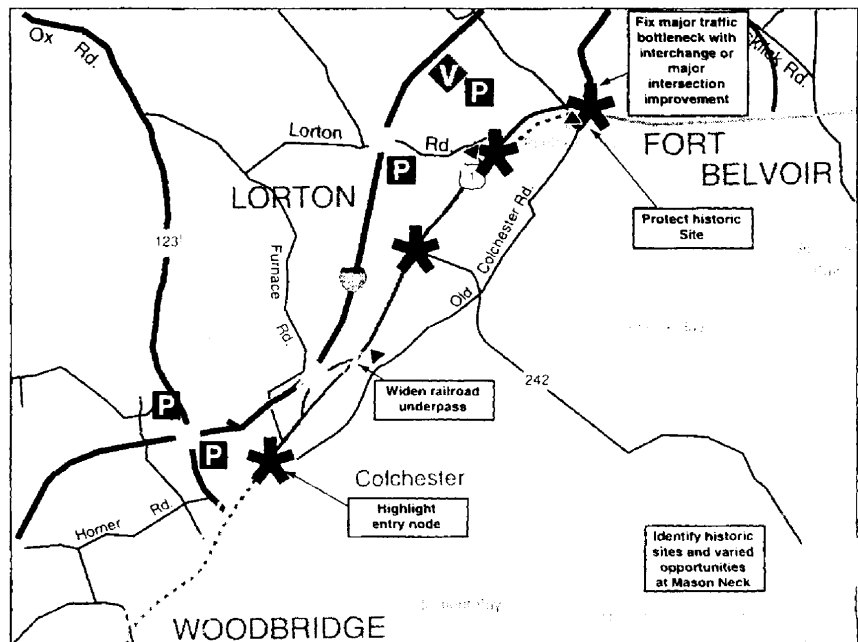 Ox Rd.
Fix major traffic
bottleneck with
interchange or
major
intersection
improvement
Rd.
V
P
Lorton Rd
P
FORT
BELVOIR
LORTON
1
Protect historic
Site
123
Furnace Rd.
Old Colchester Rd.
Widen railroad
underpass
242
P
P
Colchester
Highlight
entry node
Horner Rd.
Identify historic
sites and varied
opportunities
at Mason Neck
WOODBRIDGE